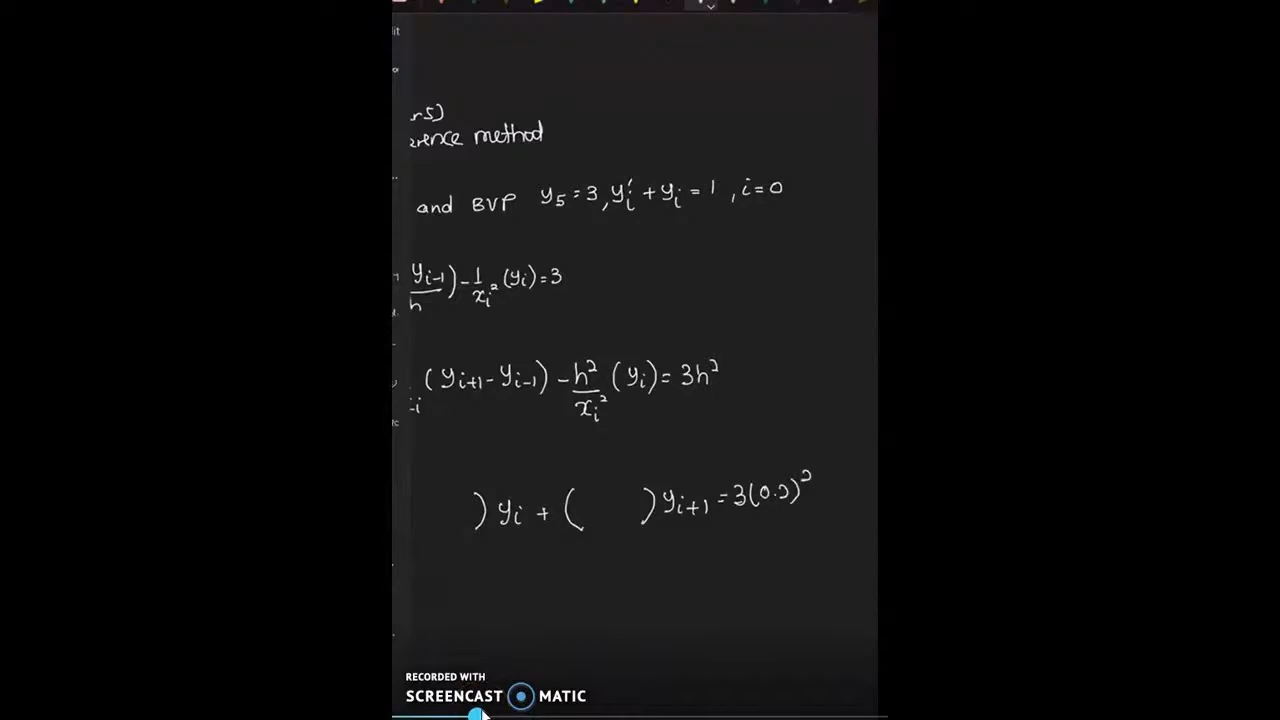 rs)
erence method
and BVP y₅ = 3, yᵢ' + yᵢ = 1, i = 0
yᵢ₋₁/h) - 1/xᵢ² (yᵢ) = 3
(yᵢ₊₁ - yᵢ₋₁) - h²/xᵢ² (yᵢ) = 3h²
) yᵢ + ( ) yᵢ₊₁ = 3(0.2)²
RECORDED WITH
SCREENCAST MATIC